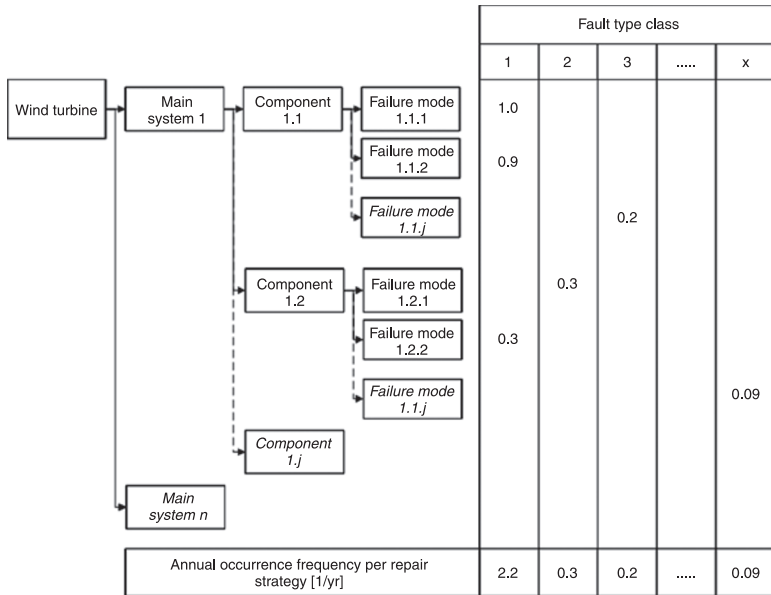 Fault type class
1 2 3 ..... x
Wind turbine
Main
system 1
Component
1.1
Failure mode
1.1.1
1.0
Failure mode
1.1.2
0.9
Failure mode
1.1.j
0.2
Component
1.2
Failure mode
1.2.1
0.3
Failure mode
1.2.2
0.3
Failure mode
1.1.j
0.09
Component
1.j
Main
system n
Annual occurrence frequency per repair
strategy [1/yr]
2.2 0.3 0.2 ..... 0.09